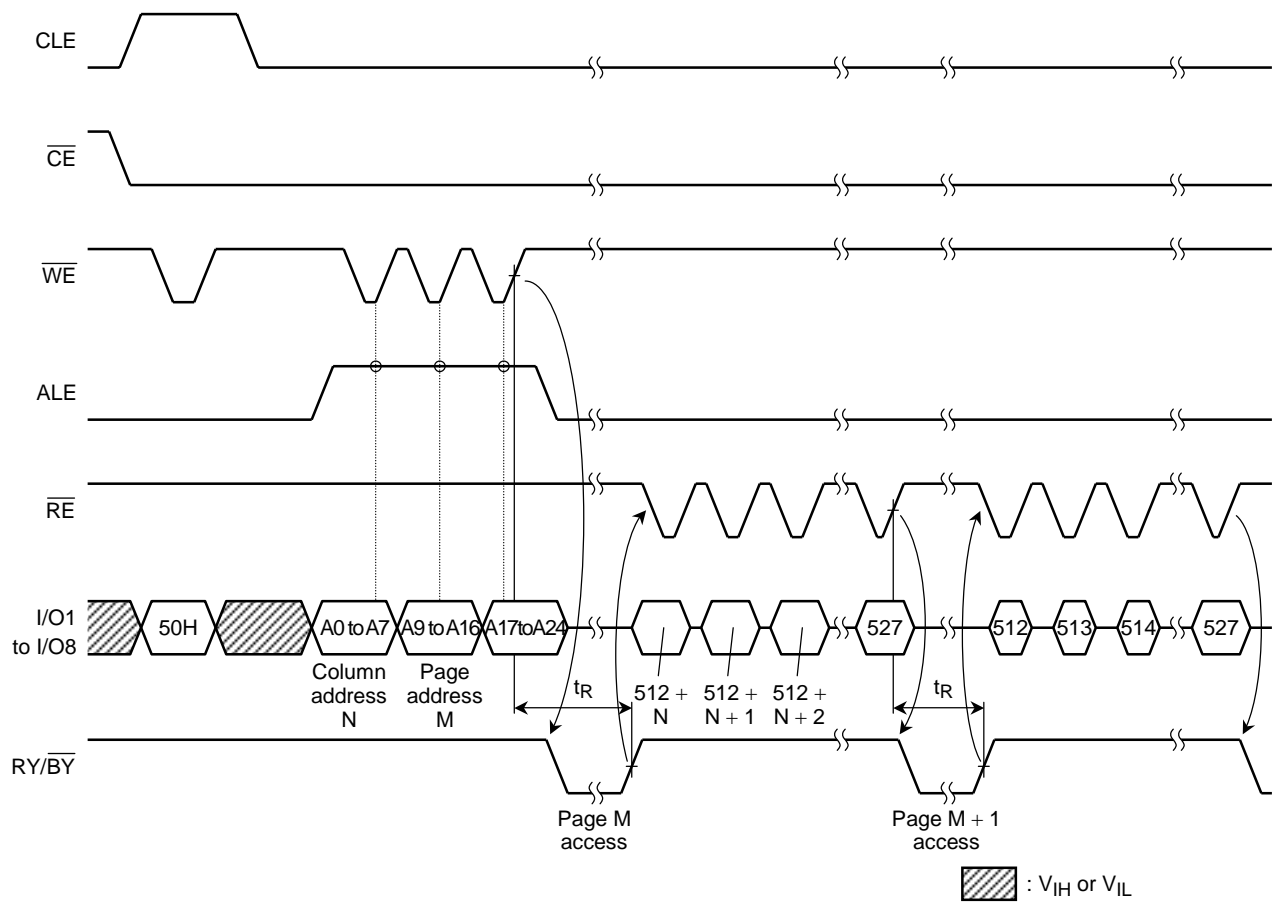 CLE
CE
WE
ALE
RE
I/O1
to I/O8
50H
A0 to A7
A9 to A16
A17 to A24
527
512
513
514
527
Column
address
N
Page
address
M
tR
512 +
N
512 +
N + 1
512 +
N + 2
tR
RY/BY
Page M
access
Page M + 1
access
: VIH or VIL